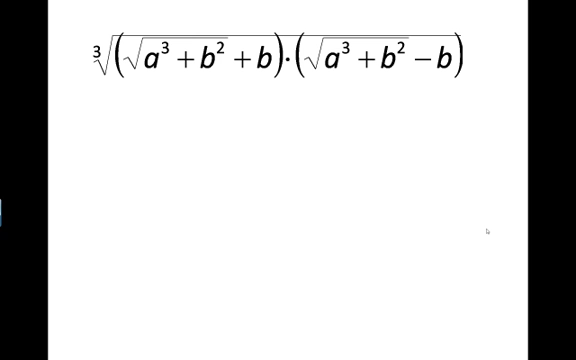 ∛((√(a³ + b²) + b)·(√(a³ + b²) − b))